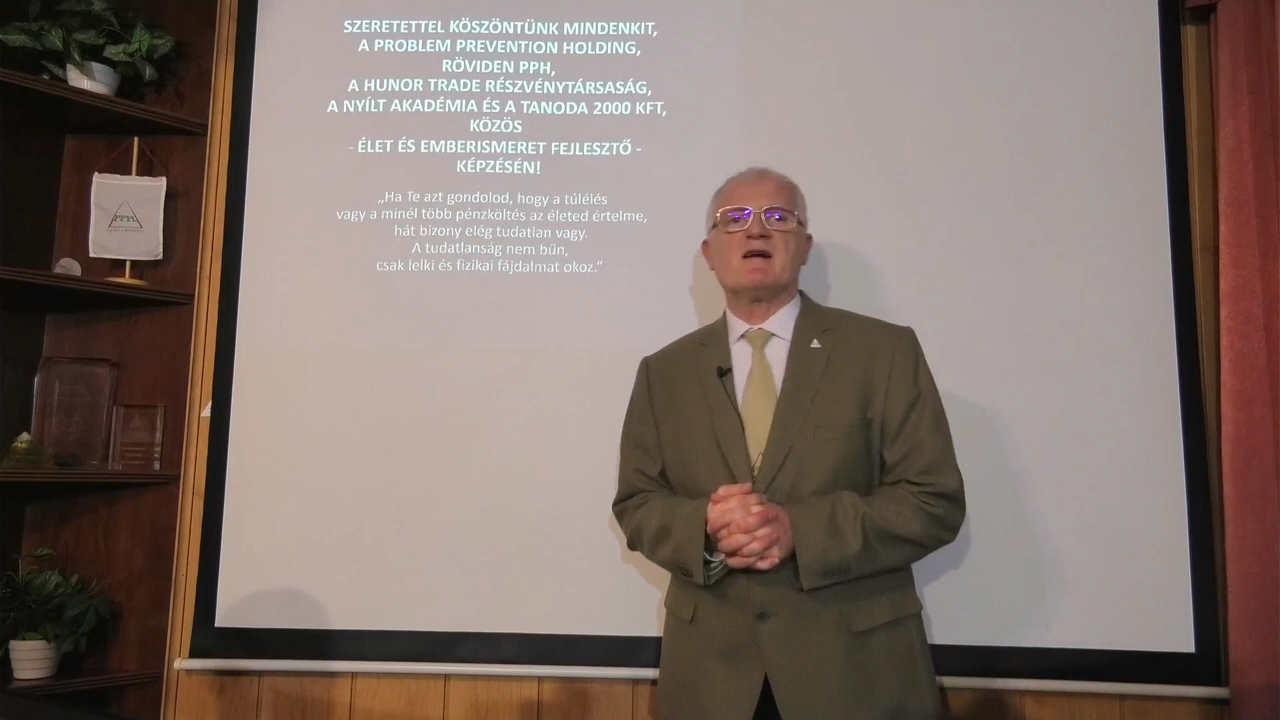 SZERETETTEL KÖSZÖNTÜNK MINDENKIT,
A PROBLEM PREVENTION HOLDING,
RÖVIDEN PPH,
A HUNOR TRADE RÉSZVÉNYTÁRSASÁG,
A NYÍLT AKADÉMIA ÉS A TANODA 2000 KFT,
KÖZÖS
- ÉLET ÉS EMBERISMERET FEJLESZTŐ -
KÉPZÉSÉN!
„Ha Te azt gondolod, hogy a túlélés
vagy a minél több pénzköltés az életed értelme,
hát bizony elég tudatlan vagy.
A tudatlanság nem bűn,
csak lelki és fizikai fájdalmat okoz.”
PPH